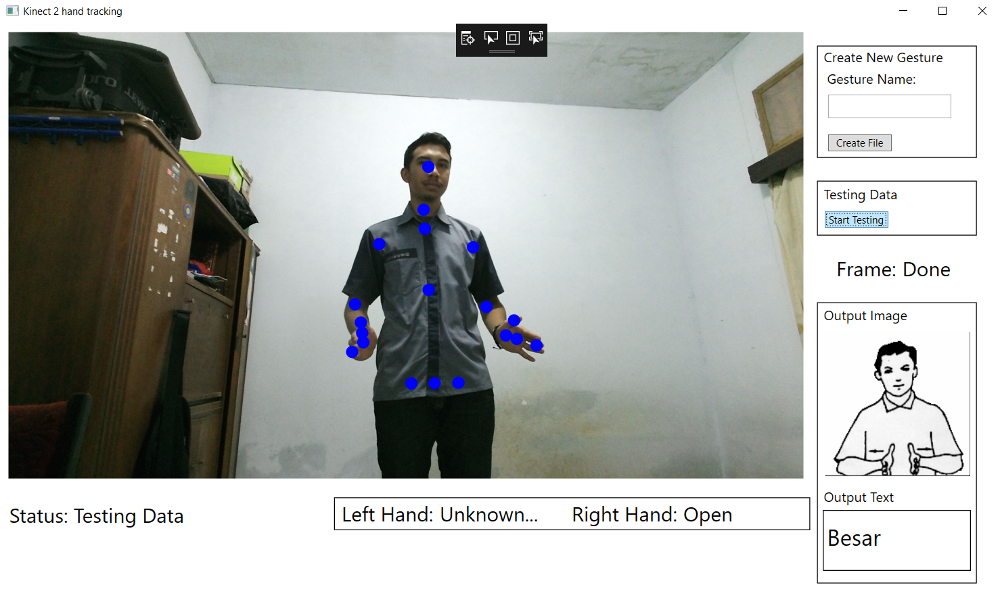 Kinect 2 hand tracking
Create New Gesture
Gesture Name:
Create File
Testing Data
Start Testing
Frame: Done
Output Image
Output Text
Besar
Status: Testing Data
Left Hand: Unknown...
Right Hand: Open